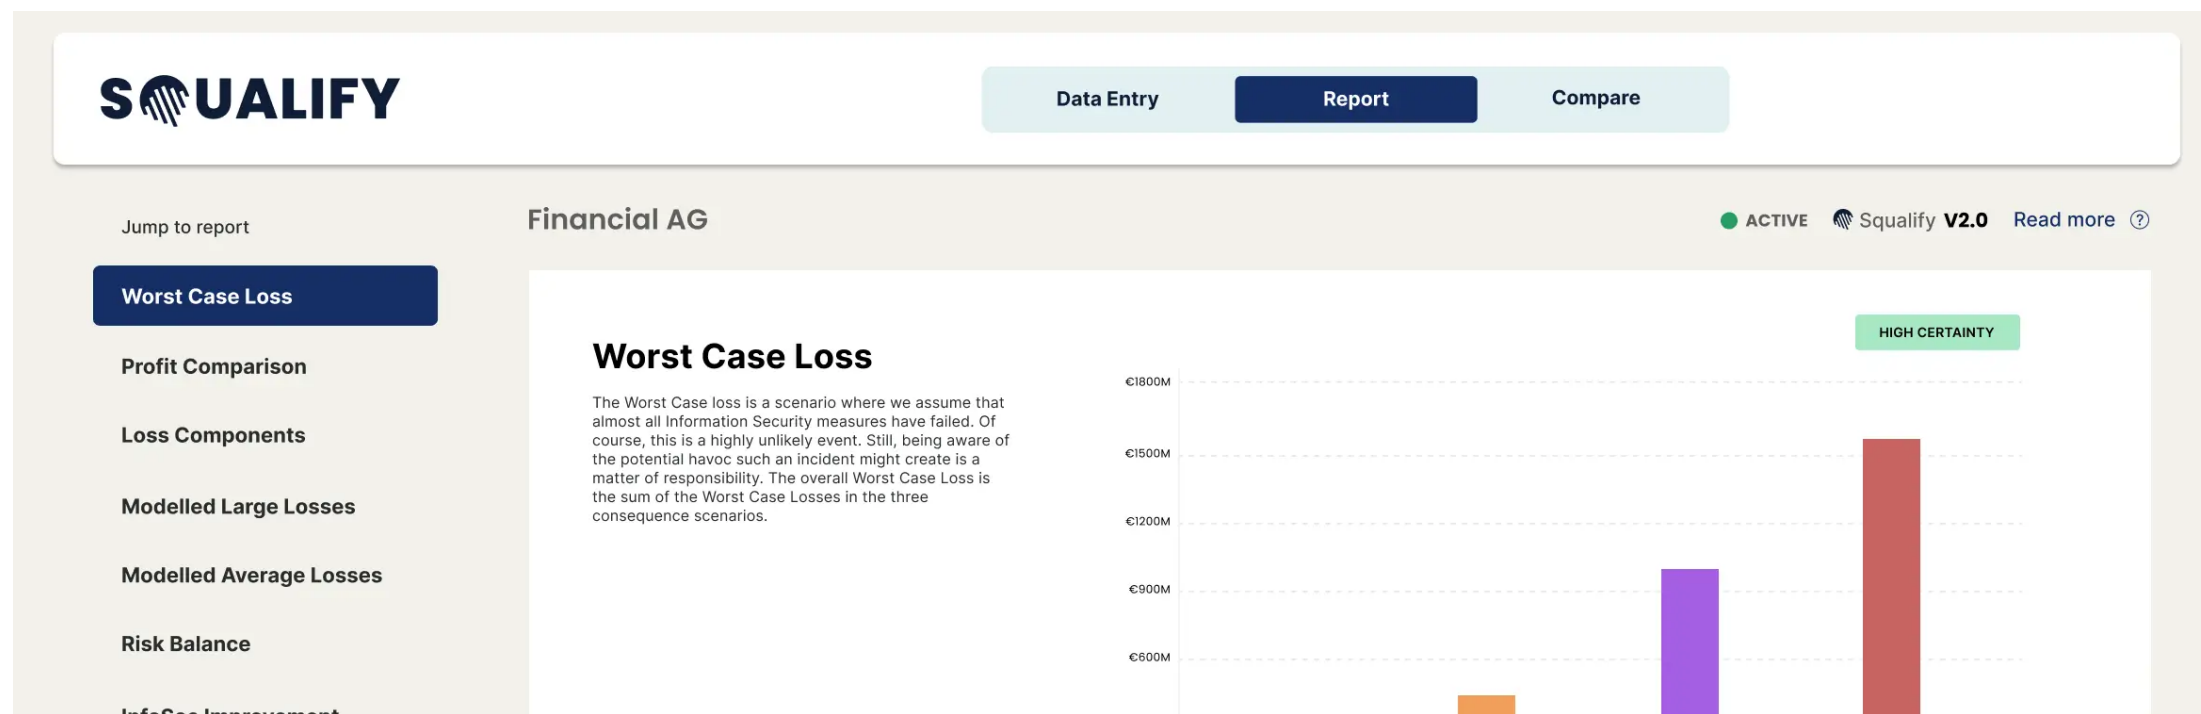 SQUALIFY
Data Entry
Report
Compare
Jump to report
Financial AG
ACTIVE
Squalify V2.0
Read more
?
Worst Case Loss
Profit Comparison
Loss Components
Modelled Large Losses
Modelled Average Losses
Risk Balance
InfoSec Improvement
Worst Case Loss
The Worst Case loss is a scenario where we assume that
almost all Information Security measures have failed. Of
course, this is a highly unlikely event. Still, being aware of
the potential havoc such an incident might create is a
matter of responsibility. The overall Worst Case Loss is
the sum of the Worst Case Losses in the three
consequence scenarios.
HIGH CERTAINTY
€1800M
€1500M
€1200M
€900M
€600M